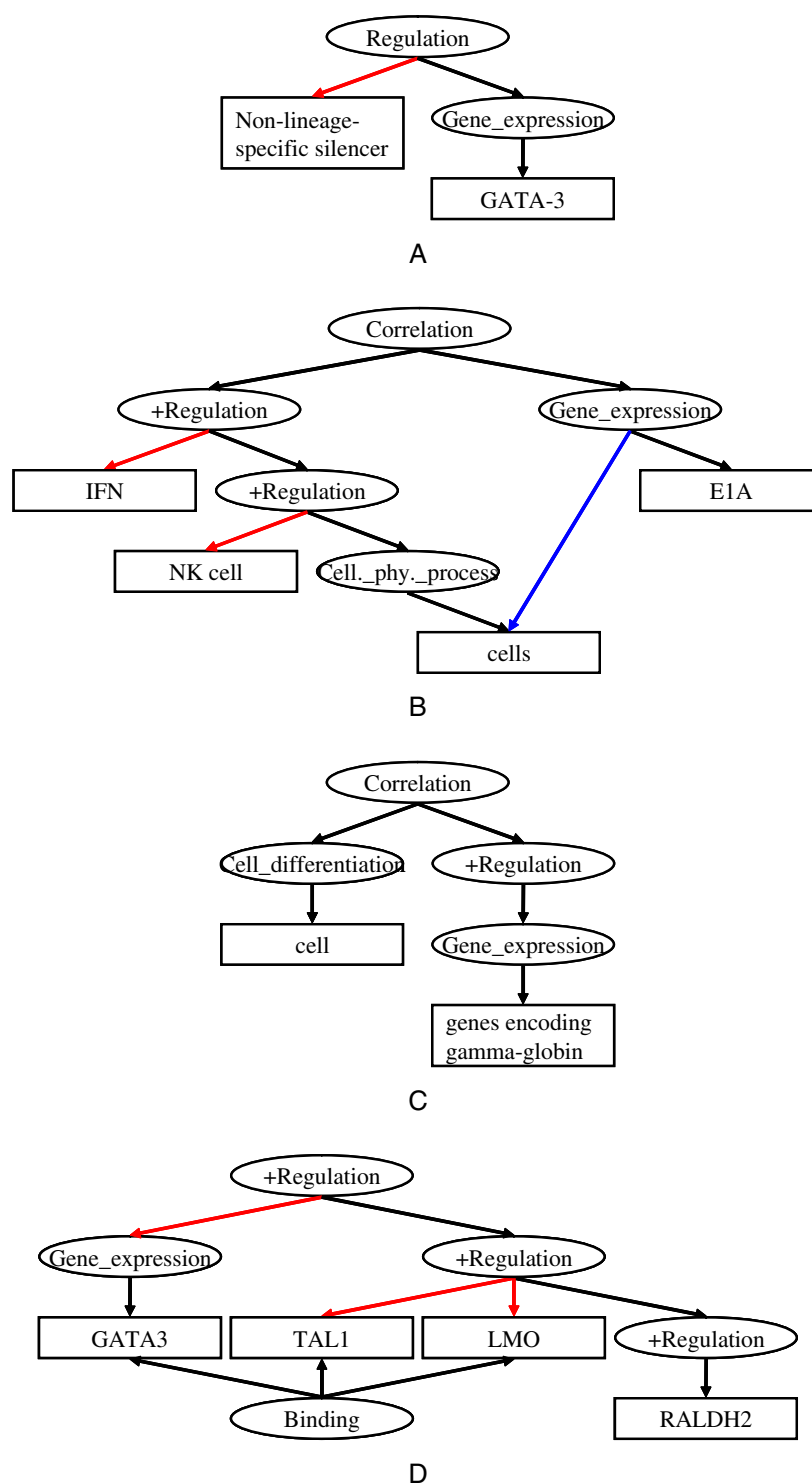 Regulation
Non-lineage-
specific silencer
Gene_expression
GATA-3
A
Correlation
+Regulation
Gene_expression
IFN
+Regulation
E1A
NK cell
Cell._phy._process
cells
B
Correlation
Cell_differentiation
+Regulation
cell
Gene_expression
genes encoding
gamma-globin
C
+Regulation
Gene_expression
+Regulation
GATA3
TAL1
LMO
+Regulation
Binding
RALDH2
D